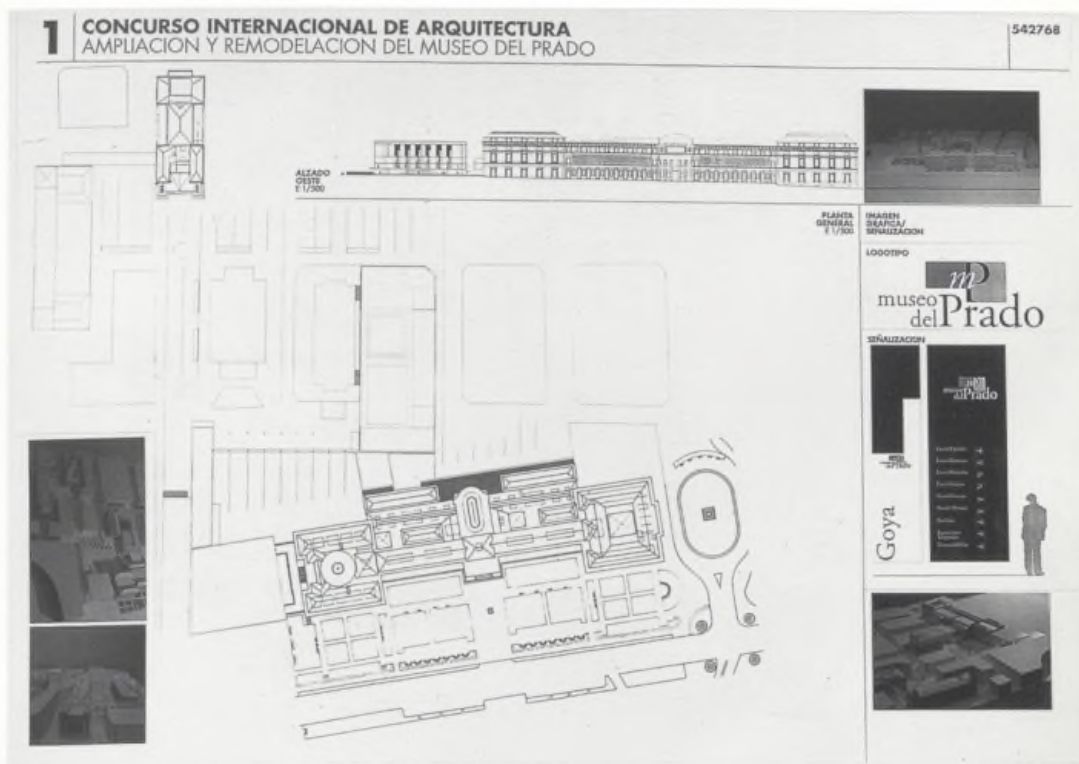 1
CONCURSO INTERNACIONAL DE ARQUITECTURA
AMPLIACION Y REMODELACION DEL MUSEO DEL PRADO
542768
ALZADO
OESTE
E 1/500
PLANTA
GENERAL
E 1/500
IMAGEN
GRAFICA/
SEÑALIZACION
LOGOTIPO
mP
museo
del Prado
SEÑALIZACION
museo
del Prado
Goya